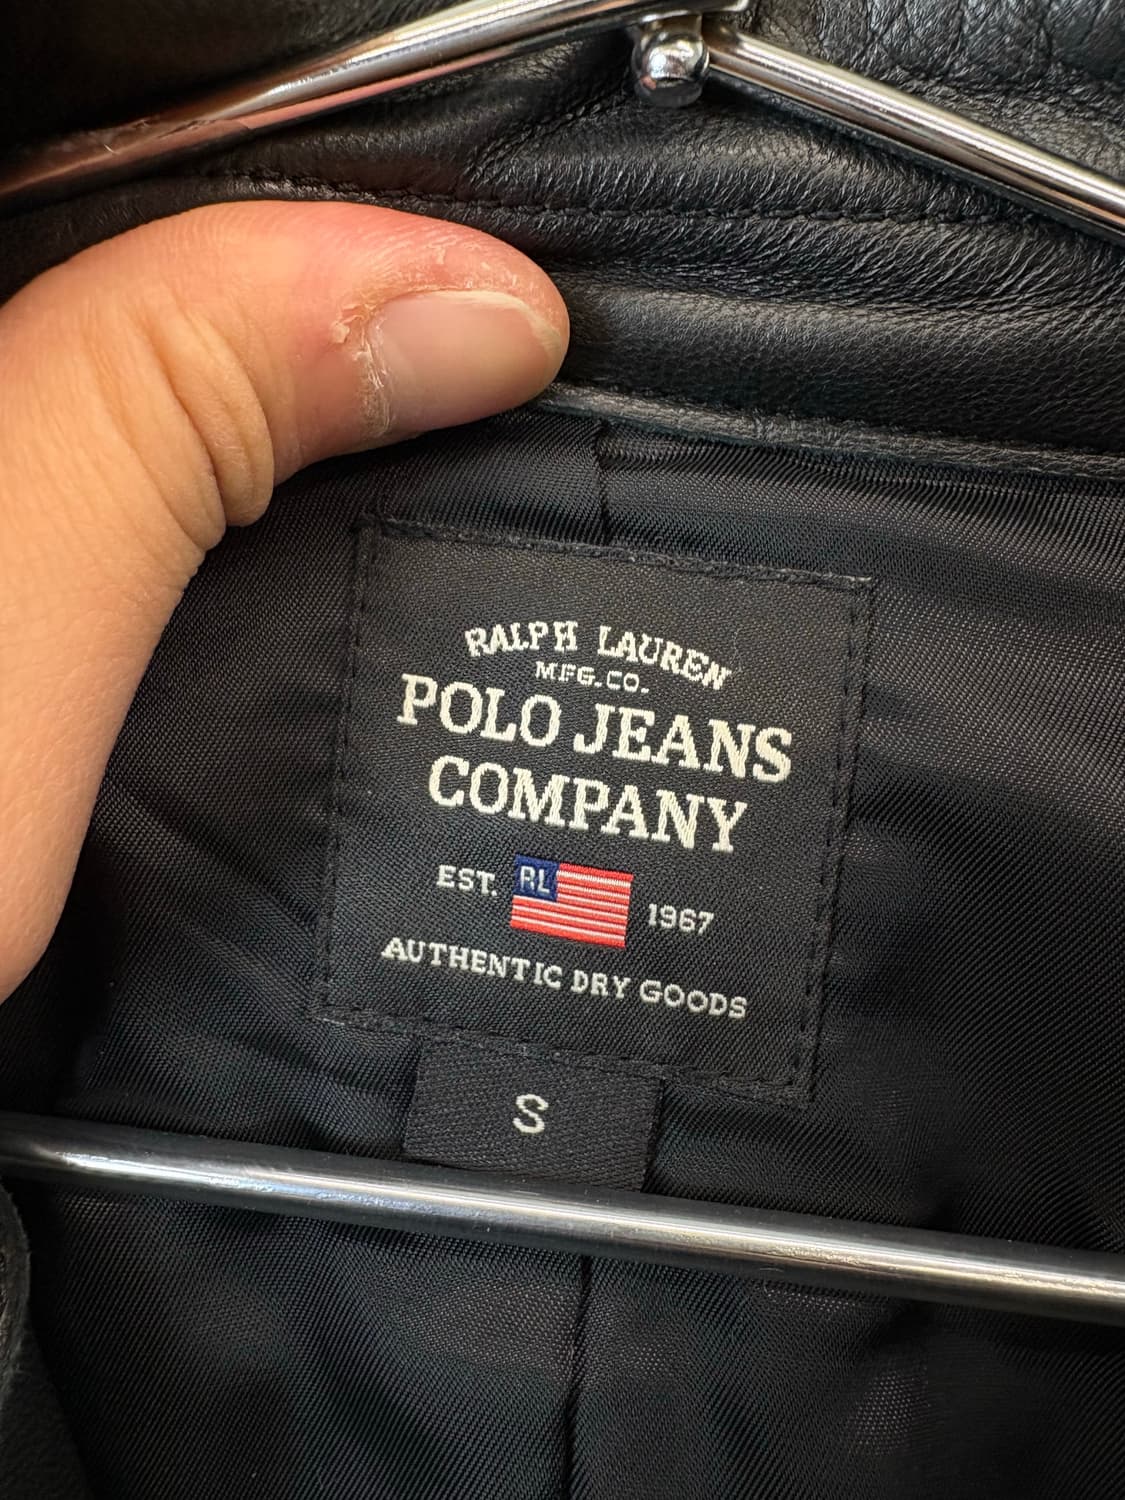 RALPH LAUREN
MFG.CO.
POLO JEANS
COMPANY
EST. RL 1967
AUTHENTIC DRY GOODS
S